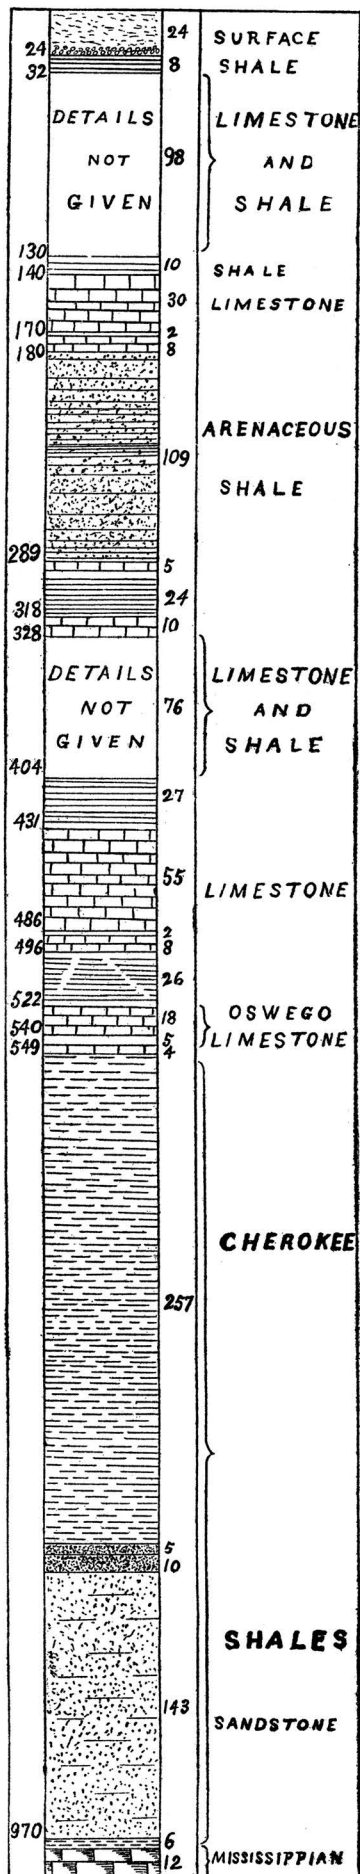 24 SURFACE
24 8 SHALE
32
DETAILS LIMESTONE
NOT 98 AND
GIVEN SHALE
130
10 SHALE
140
30 LIMESTONE
170 2
8
180
ARENACEOUS
109
SHALE
289
5
24
318
10
328
DETAILS LIMESTONE
NOT 76 AND
GIVEN SHALE
404
27
431
55
LIMESTONE
486
2
496 8
26
522
18 OSWEGO
540 5 LIMESTONE
549 4
CHEROKEE
257
5
10
SHALES
143
SANDSTONE
970
6
12 MISSISSIPPIAN